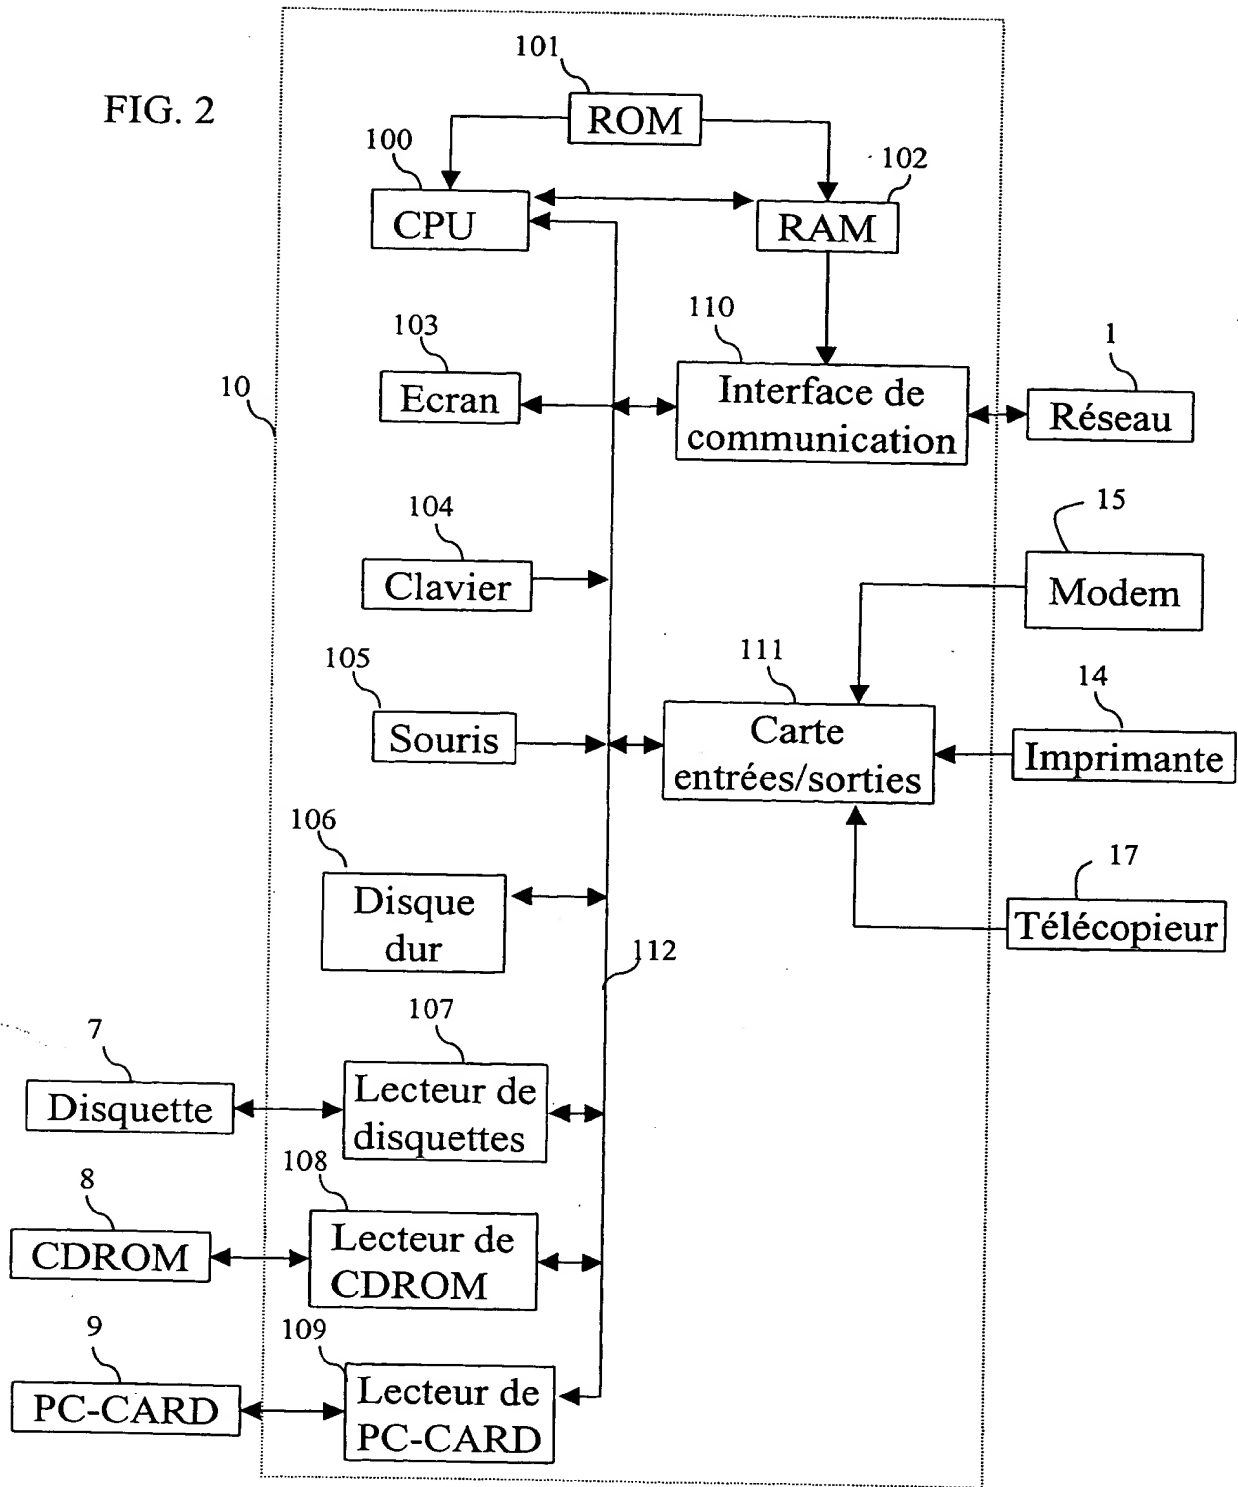 FIG. 2
101
ROM
100
CPU
102
RAM
103
Ecran
110
Interface de
communication
1
Réseau
10
104
Clavier
15
Modem
105
Souris
111
Carte
entrées/sorties
14
Imprimante
106
Disque
dur
17
Télécopieur
112
7
Disquette
107
Lecteur de
disquettes
8
CDROM
108
Lecteur de
CDROM
9
PC-CARD
109
Lecteur de
PC-CARD